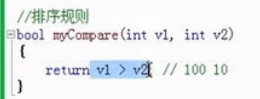 //排序规则
bool myCompare(int v1, int v2)
{
return v1 > v2; // 100 10
}